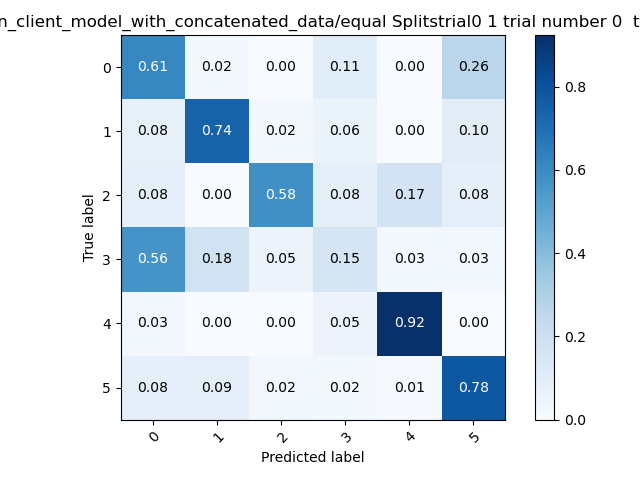 n_client_model_with_concatenated_data/equal Splitstrial0 1 trial number 0 t
0 0.61 0.02 0.00 0.11 0.00 0.26
1 0.08 0.74 0.02 0.06 0.00 0.10
2 0.08 0.00 0.58 0.08 0.17 0.08
3 0.56 0.18 0.05 0.15 0.03 0.03
4 0.03 0.00 0.00 0.05 0.92 0.00
5 0.08 0.09 0.02 0.02 0.01 0.78
True label
0 1 2 3 4 5
Predicted label
0.8
0.6
0.4
0.2
0.0